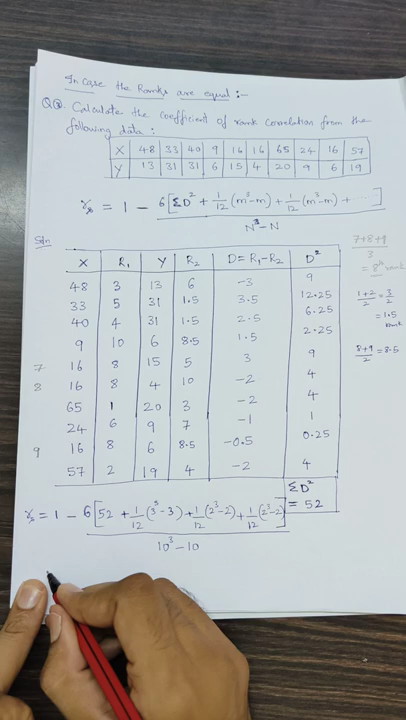 In case the Ranks are equal :-
Q②. Calculate the coefficient of rank correlation from the
following data :
X 48 33 40 9 16 16 65 24 16 57
Y 13 31 31 6 15 4 20 9 6 19
r = 1 - 6[ΣD² + 1/12 (m³-m) + 1/12 (m³-m) + ......] / N³-N
Soln
X R₁ Y R₂ D = R₁-R₂ D²
48 3 13 6 -3 9
33 5 31 1.5 3.5 12.25
40 4 31 1.5 2.5 6.25
9 10 6 8.5 1.5 2.25
7 16 8 15 5 3 9
8 16 8 4 10 -2 4
65 1 20 3 -2 4
24 6 9 7 -1 1
9 16 8 6 8.5 -0.5 0.25
57 2 19 4 -2 4
ΣD² = 52
7+8+9/3
= 8th rank
1+2/2 = 3/2
= 1.5
rank
8+9/2 = 8.5
r = 1 - 6[52 + 1/12 (3³-3) + 1/12 (2³-2) + 1/12 (2³-2)] / 10³-10